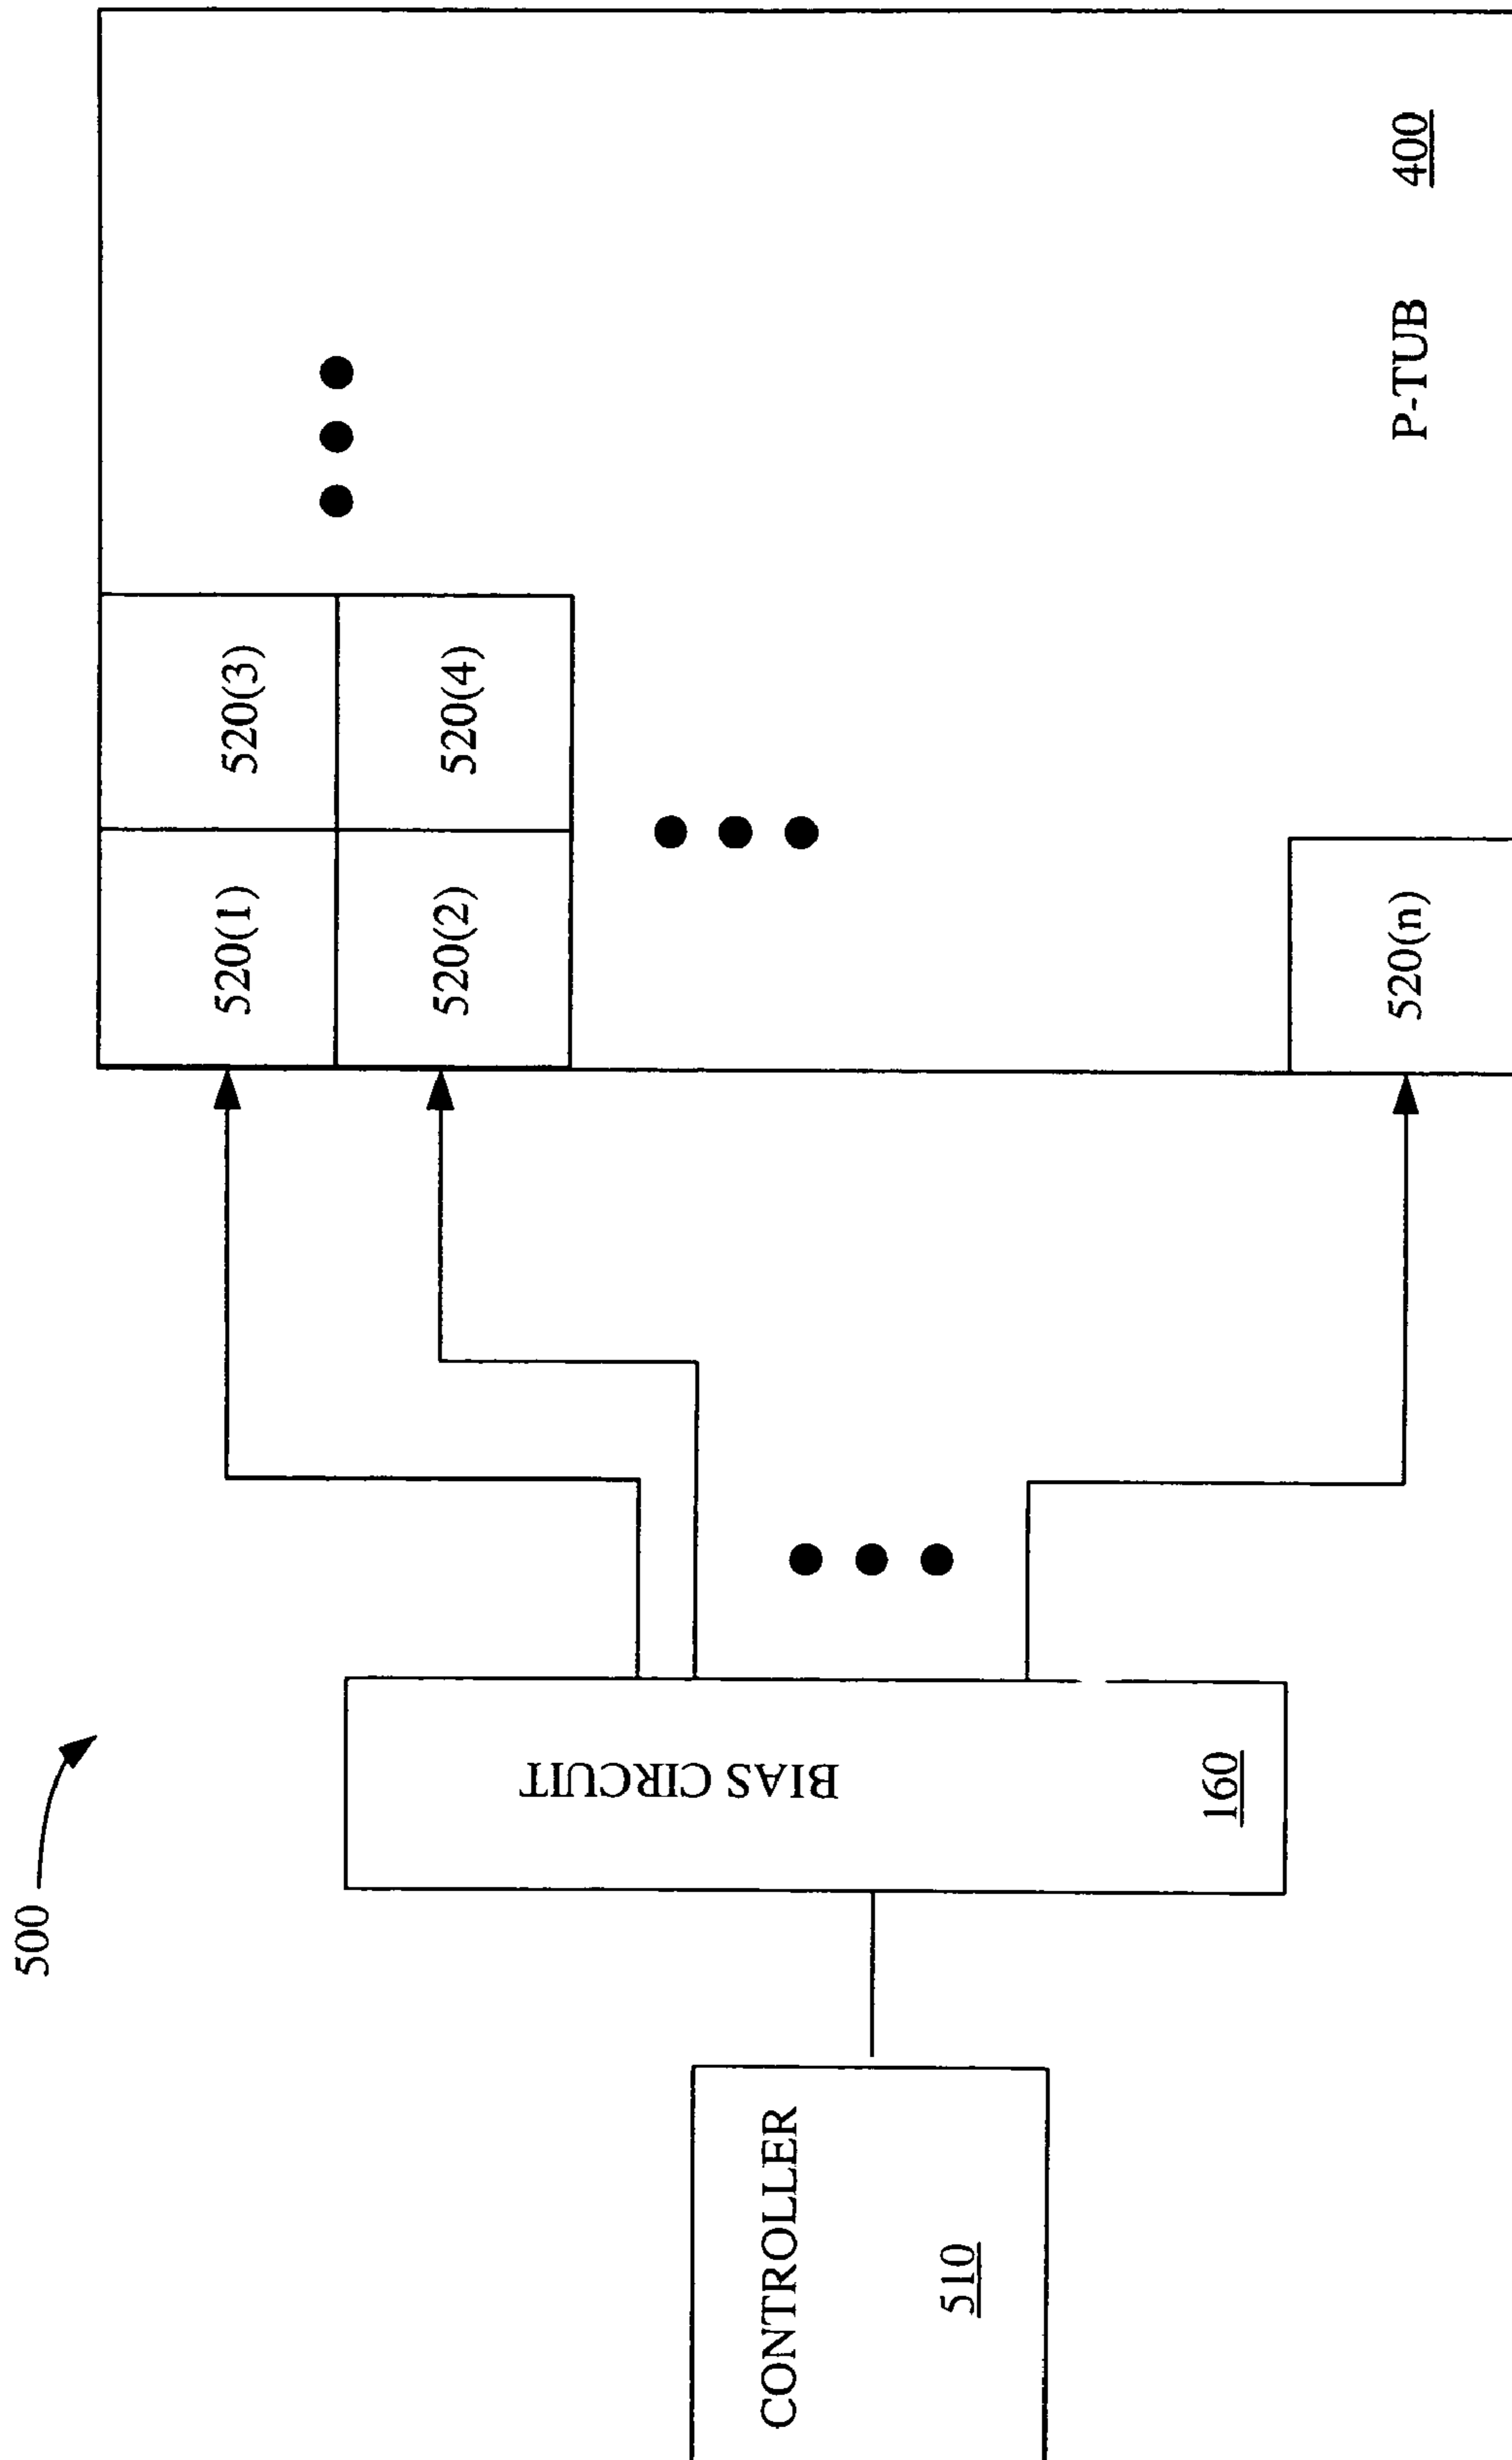 500
CONTROLLER
510
BIAS CIRCUIT
160
520(1)
520(3)
520(2)
520(4)
520(n)
P-TUB
400